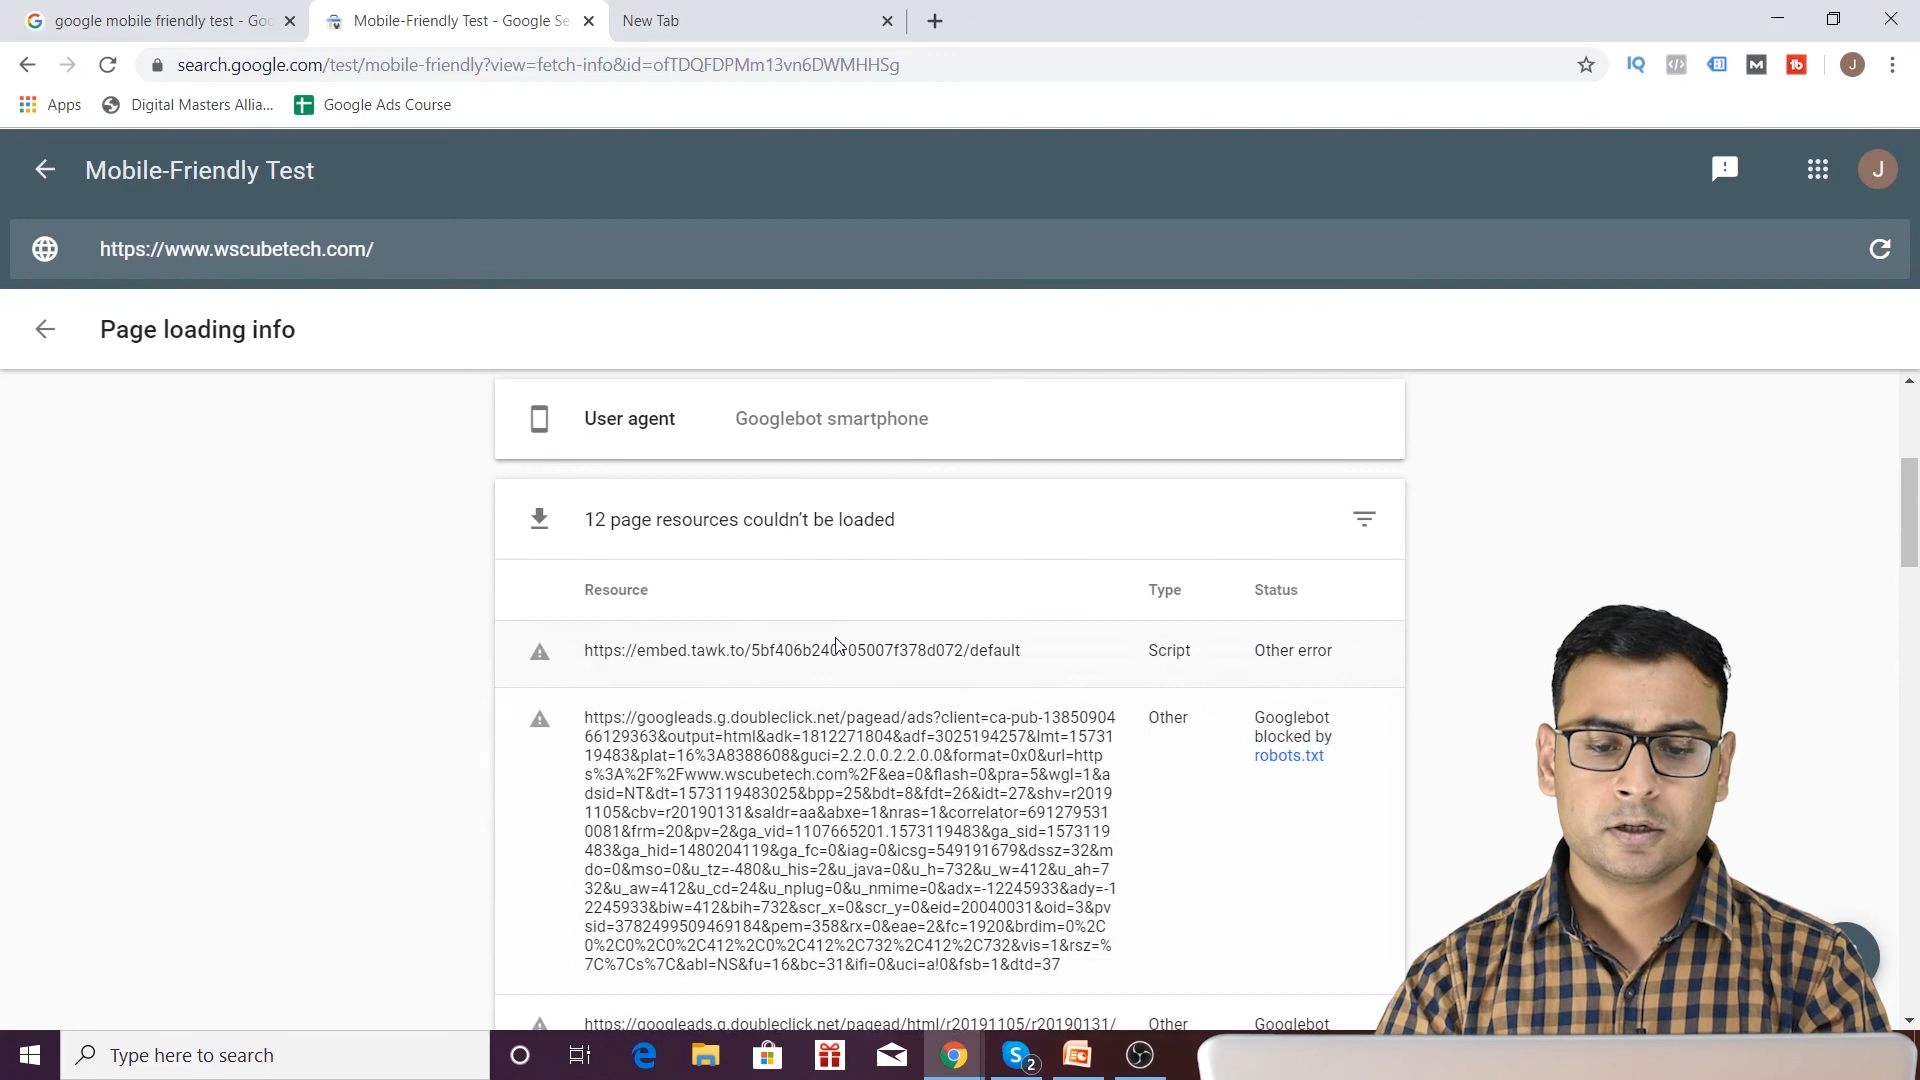 google mobile friendly test - Goo
Mobile-Friendly Test - Google Se
New Tab
search.google.com/test/mobile-friendly?view=fetch-info&id=ofTDQFDPMm13vn6DWMHHSg
J
Apps
Digital Masters Allia...
Google Ads Course
Mobile-Friendly Test
J
https://www.wscubetech.com/
Page loading info
User agent
Googlebot smartphone
12 page resources couldn't be loaded
Resource
Type
Status
https://embed.tawk.to/5bf406b240105007f378d072/default
Script
Other error
https://googleads.g.doubleclick.net/pagead/ads?client=ca-pub-13850904
66129363&output=html&adk=1812271804&adf=3025194257&lmt=1573
119483&plat=16%3A8388608&guci=2.2.0.0.2.2.0.0&format=0x0&url=http
s%3A%2F%2Fwww.wscubetech.com%2F&ea=0&flash=0&pra=5&wgl=1&a
dsid=NT&dt=1573119483025&bpp=25&bdt=8&fdt=26&idt=27&shv=r2019
1105&cbv=r20190131&saldr=aa&abxe=1&nras=1&correlator=691279531
0081&frm=20&pv=2&ga_vid=1107665201.1573119483&ga_sid=1573119
483&ga_hid=1480204119&ga_fc=0&iag=0&icsg=549191679&dssz=32&m
do=0&mso=0&u_tz=-480&u_his=2&u_java=0&u_h=732&u_w=412&u_ah=7
32&u_aw=412&u_cd=24&u_nplug=0&u_nmime=0&adx=-12245933&ady=-1
2245933&biw=412&bih=732&scr_x=0&scr_y=0&eid=20040031&oid=3&pv
sid=3782499509469184&pem=358&rx=0&eae=2&fc=1920&brdim=0%2C
0%2C0%2C0%2C412%2C0%2C412%2C732%2C412%2C732&vis=1&rsz=%
7C%7Cs%7C&abl=NS&fu=16&bc=31&ifi=0&uci=a!0&fsb=1&dtd=37
Other
Googlebot
blocked by
robots.txt
https://googleads.g.doubleclick.net/pagead/html/r20191105/r20190131/
Other
Googlebot
Type here to search
2